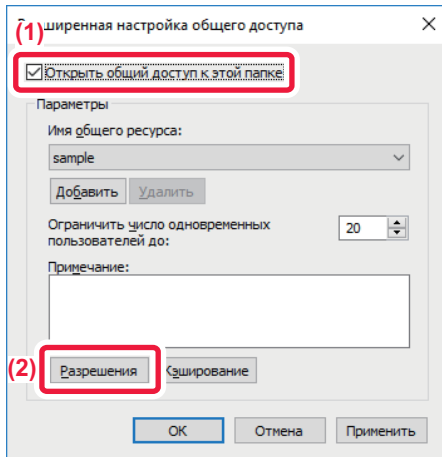 (1)
ширенная настройка общего доступа
Открыть общий доступ к этой папке
Параметры
Имя общего ресурса:
sample
Добавить Удалить
Ограничить число одновременных
пользователей до:
20
Примечание:
(2)
Разрешения Кэширование
ОК Отмена Применить